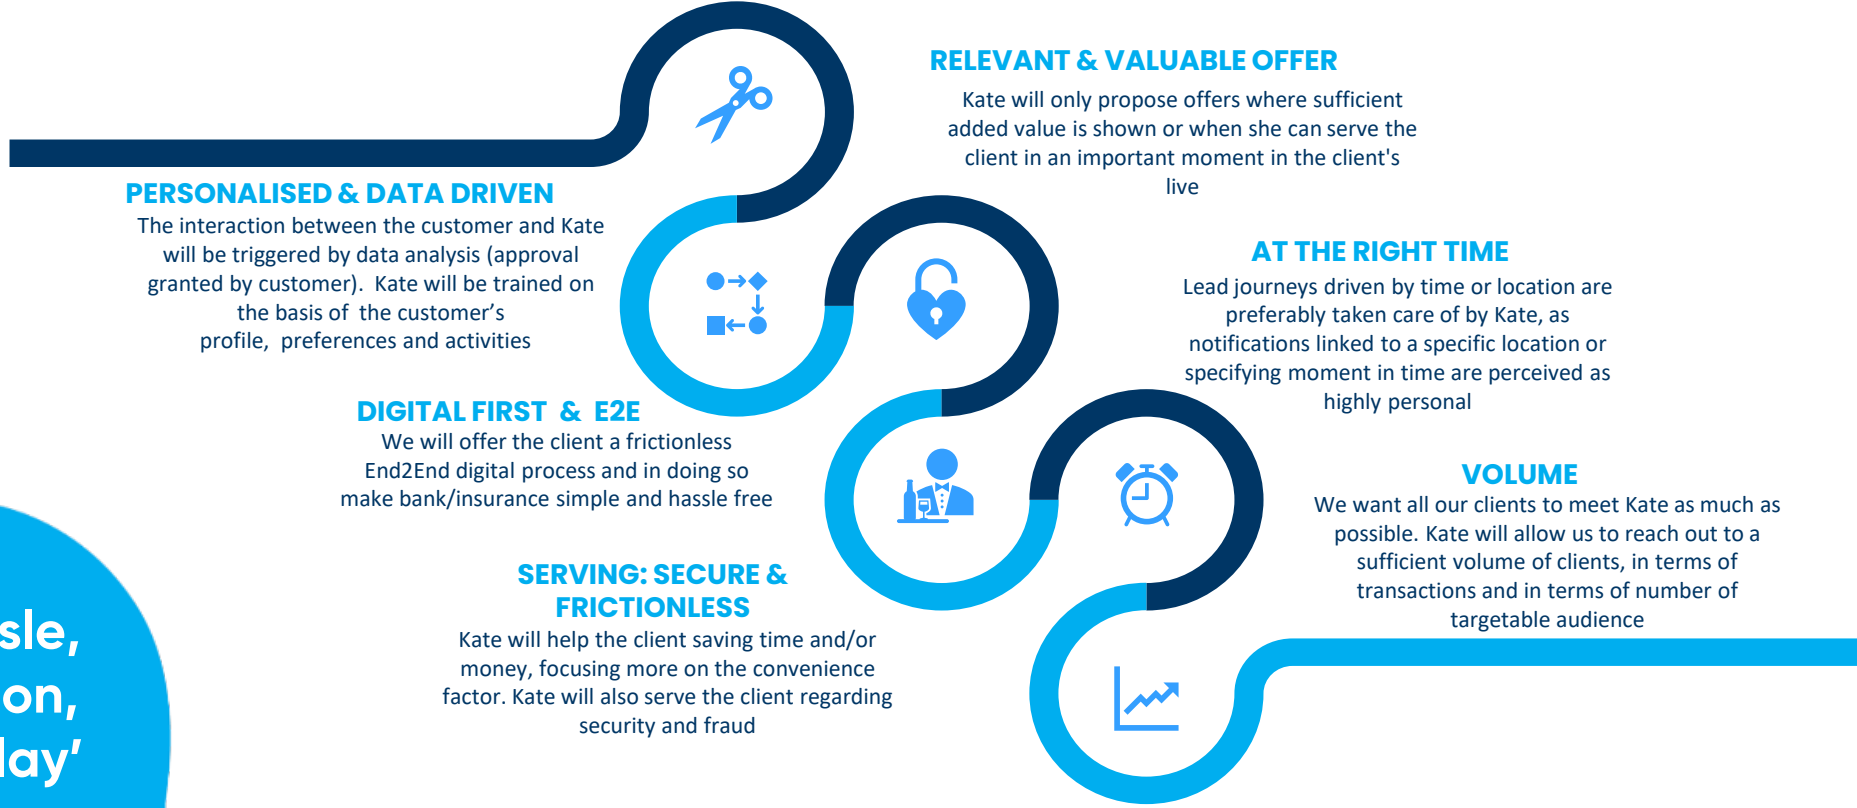 RELEVANT & VALUABLE OFFER
Kate will only propose offers where sufficient
added value is shown or when she can serve the
client in an important moment in the client's
live
PERSONALISED & DATA DRIVEN
The interaction between the customer and Kate
will be triggered by data analysis (approval
granted by customer). Kate will be trained on
the basis of the customer’s
profile, preferences and activities
AT THE RIGHT TIME
Lead journeys driven by time or location are
preferably taken care of by Kate, as
notifications linked to a specific location or
specifying moment in time are perceived as
highly personal
DIGITAL FIRST & E2E
We will offer the client a frictionless
End2End digital process and in doing so
make bank/insurance simple and hassle free
VOLUME
We want all our clients to meet Kate as much as
possible. Kate will allow us to reach out to a
sufficient volume of clients, in terms of
transactions and in terms of number of
targetable audience
SERVING: SECURE &
FRICTIONLESS
Kate will help the client saving time and/or
money, focusing more on the convenience
factor. Kate will also serve the client regarding
security and fraud
sle,
on,
lay’